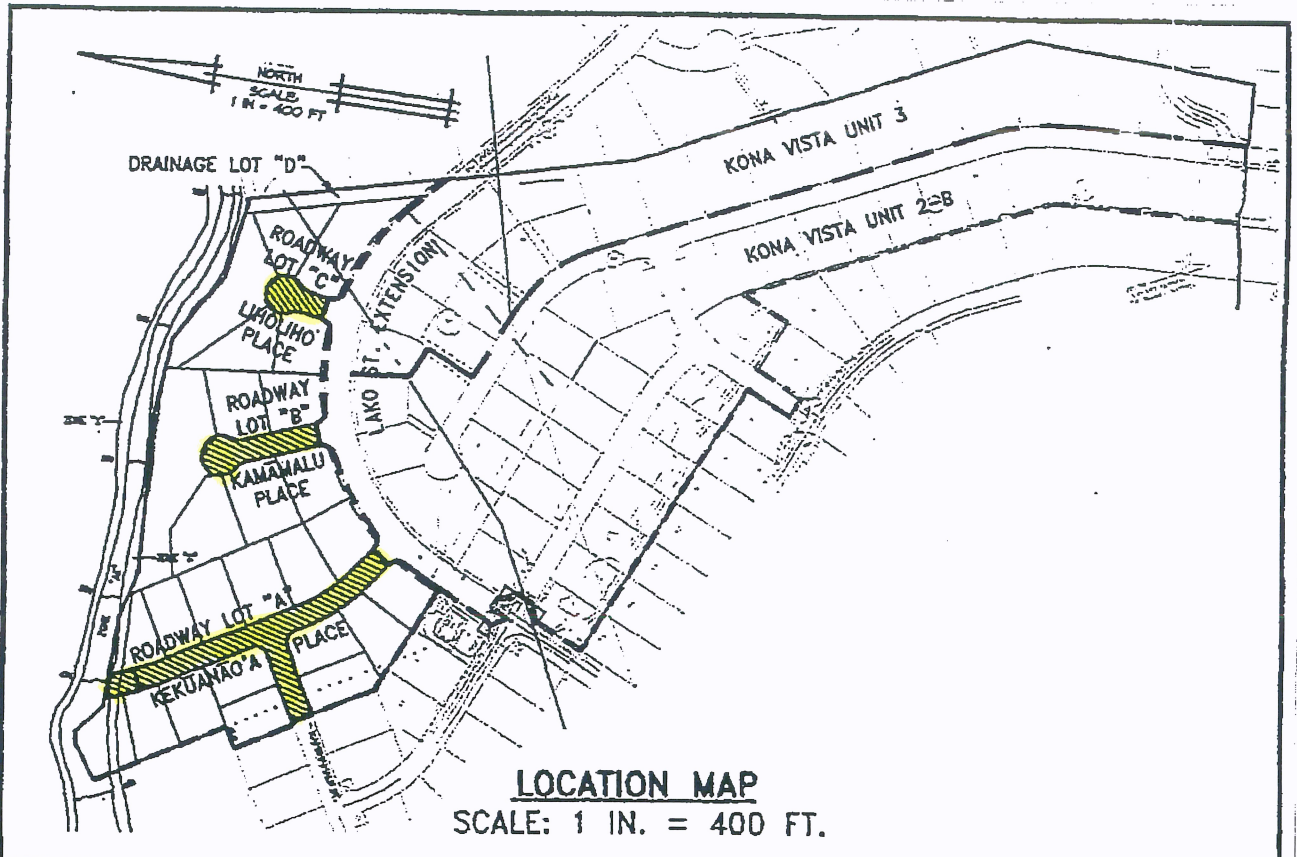 NORTH
SCALE
1 IN = 400 FT
DRAINAGE LOT "D"
ROADWAY
LOT "C"
LIHOLIHO
PLACE
LAKO ST. EXTENSION
KONA VISTA UNIT 3
KONA VISTA UNIT 2-B
ROADWAY
LOT "B"
KAMAMALU
PLACE
ROADWAY LOT "A"
KEKUANAO'A PLACE
LOCATION MAP
SCALE: 1 IN. = 400 FT.